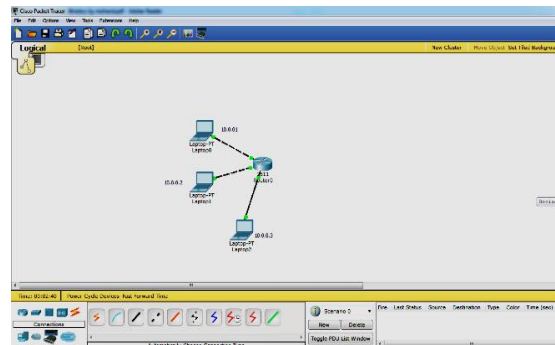 Cisco Packet Tracer
File Edit Options View Tools Extensions Help
Logical [Root] New Cluster Move Object Set Tiled Background
10.0.01
Laptop-PT
Laptop0
2811
Router0
10.0.0.2
Laptop-PT
Laptop1
10.0.0.3
Laptop-PT
Laptop2
Time: 00:02:40 Power Cycle Devices Fast Forward Time
Scenario 0
Fire Last Status Source Destination Type Color Time (sec)
Connections
New Delete
Toggle PDU List Window